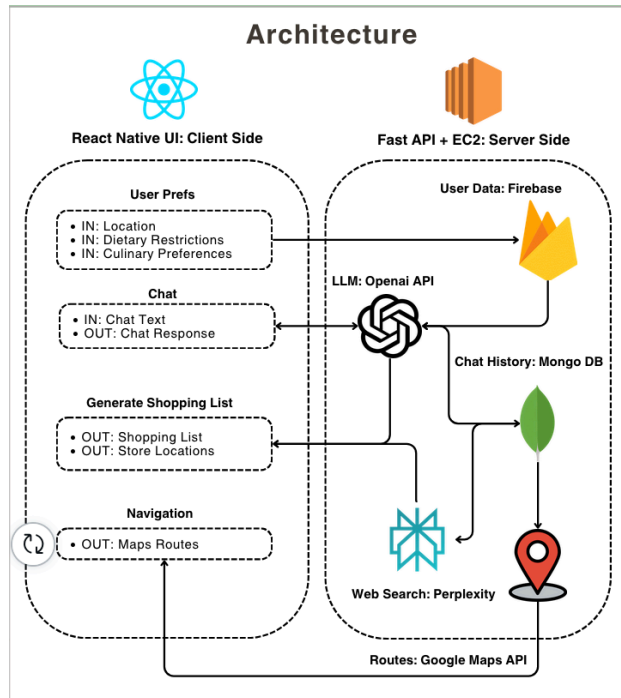 Architecture
React Native UI: Client Side
Fast API + EC2: Server Side
User Prefs
• IN: Location
• IN: Dietary Restrictions
• IN: Culinary Preferences
User Data: Firebase
LLM: Openai API
Chat
• IN: Chat Text
• OUT: Chat Response
Chat History: Mongo DB
Generate Shopping List
• OUT: Shopping List
• OUT: Store Locations
Navigation
• OUT: Maps Routes
Web Search: Perplexity
Routes: Google Maps API